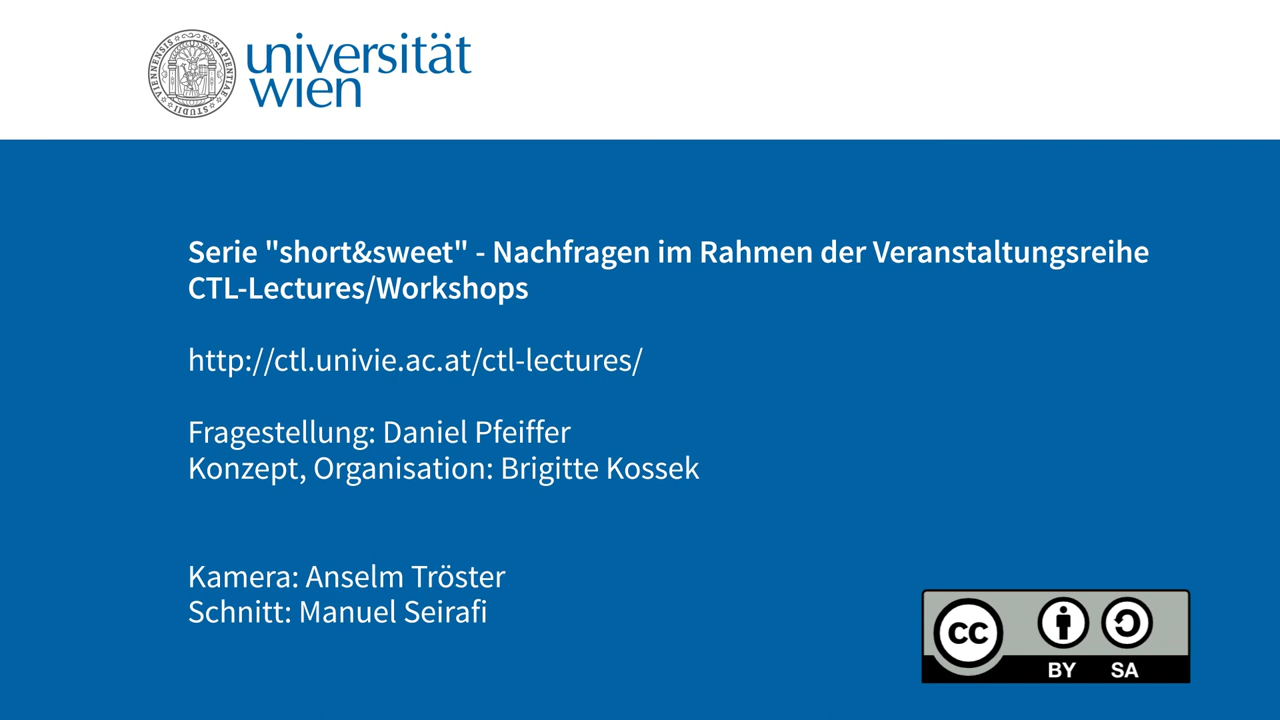 universität
wien
Serie "short&sweet" - Nachfragen im Rahmen der Veranstaltungsreihe
CTL-Lectures/Workshops
http://ctl.univie.ac.at/ctl-lectures/
Fragestellung: Daniel Pfeiffer
Konzept, Organisation: Brigitte Kossek
Kamera: Anselm Tröster
Schnitt: Manuel Seirafi
cc
BY SA